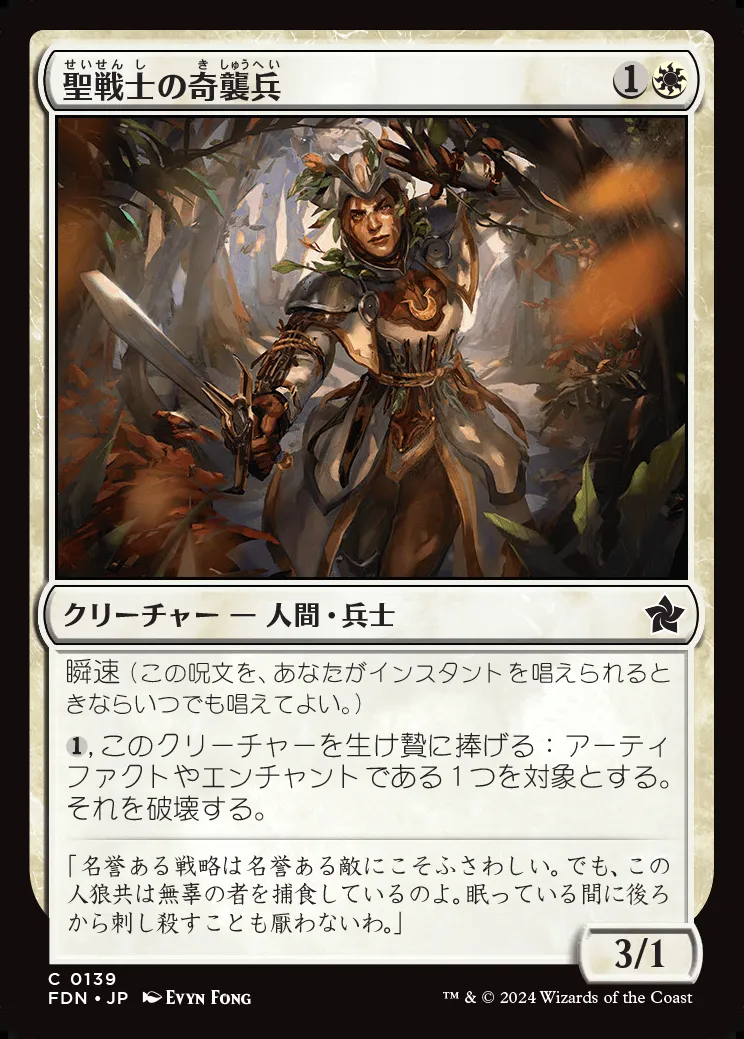 せいせんし きしゅうへい
聖戦士の奇襲兵 1
クリーチャー — 人間・兵士
瞬速（この呪文を、あなたがインスタントを唱えられると
きならいつでも唱えてよい。）
1,このクリーチャーを生け贄に捧げる：アーティ
ファクトやエンチャントである１つを対象とする。
それを破壊する。
「名誉ある戦略は名誉ある敵にこそふさわしい。でも、この
人狼共は無辜の者を捕食しているのよ。眠っている間に後ろ
から刺し殺すことも厭わないわ。」
3/1
C 0139
FDN • JP Evyn Fong
™ & © 2024 Wizards of the Coast